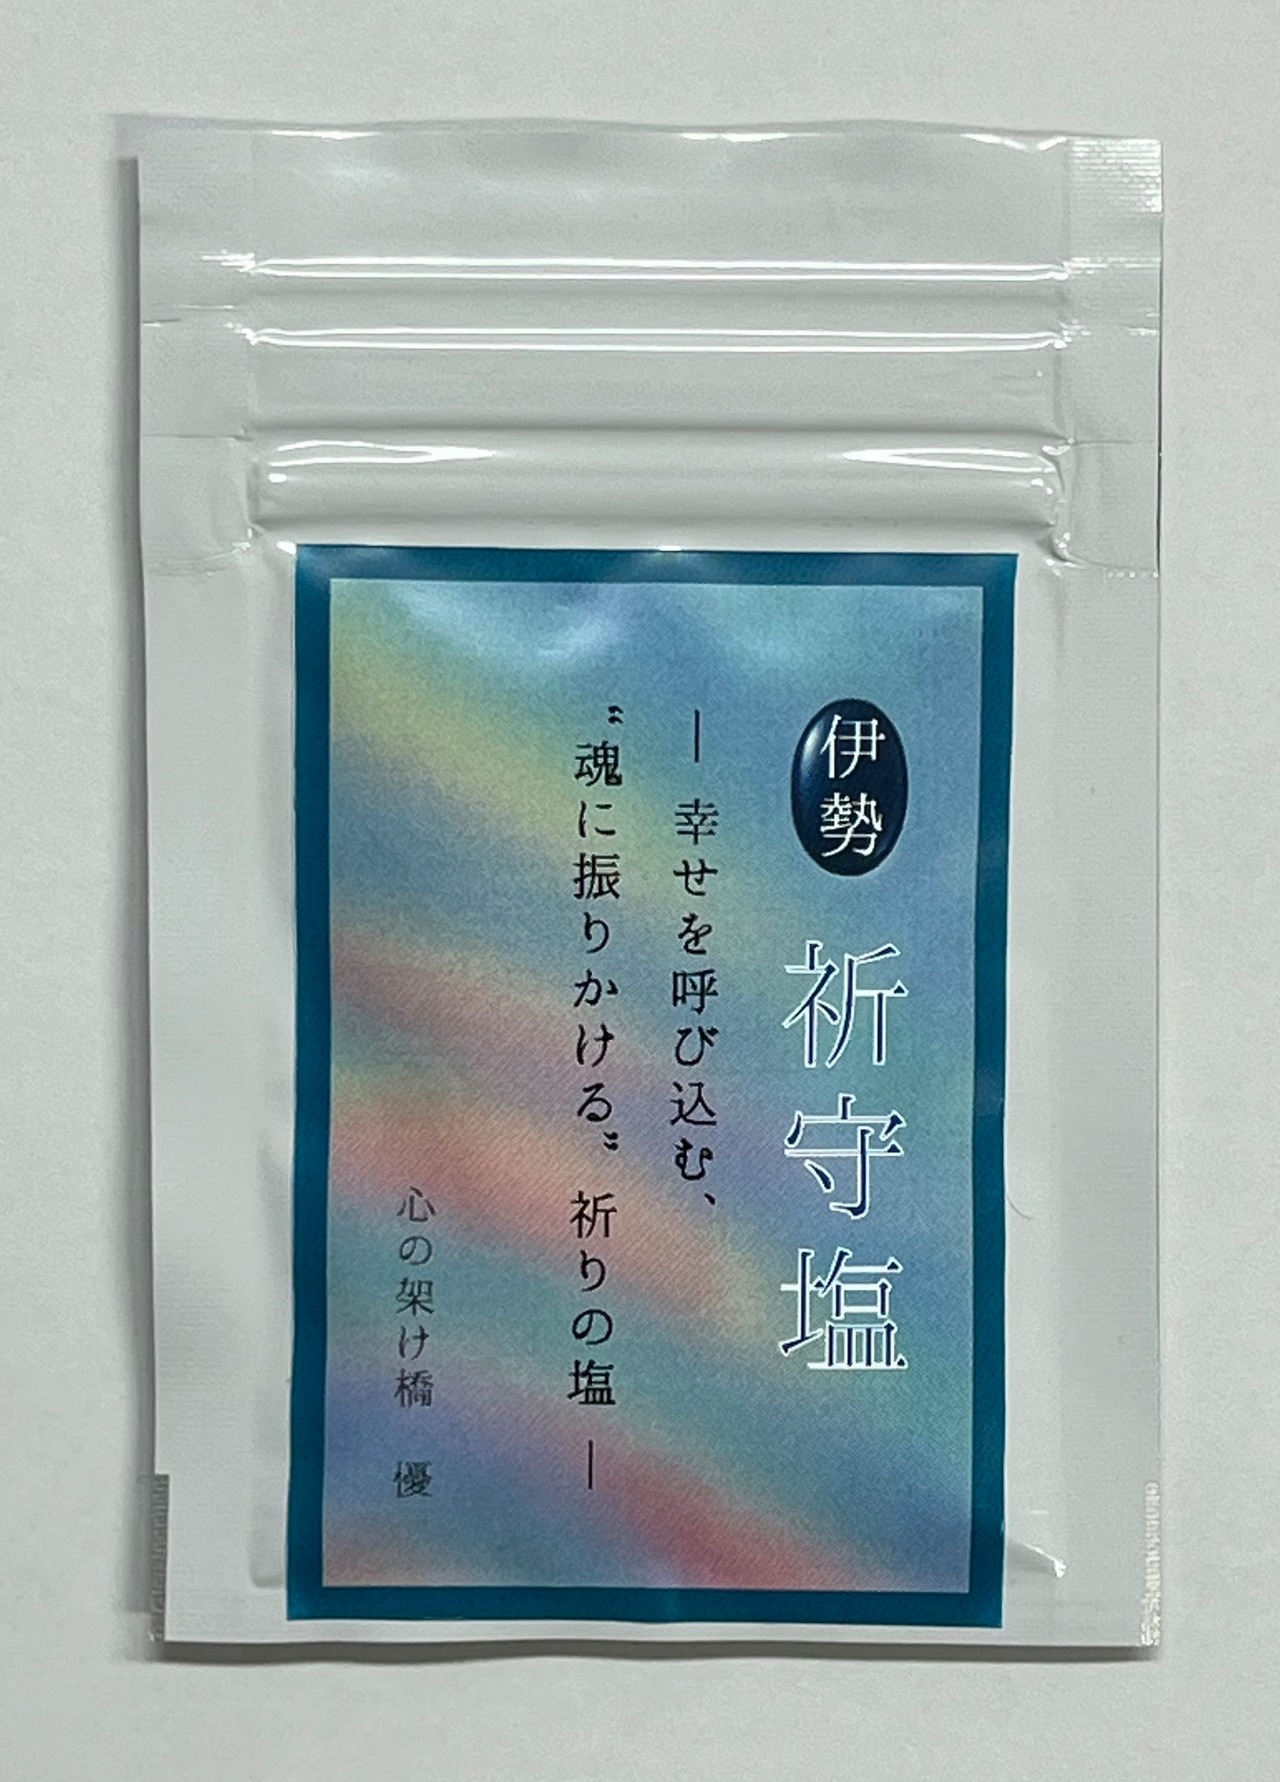 伊勢
祈守塩
― 幸せを呼び込む、
〝魂に振りかける〟祈りの塩 ―
心の架け橋　優